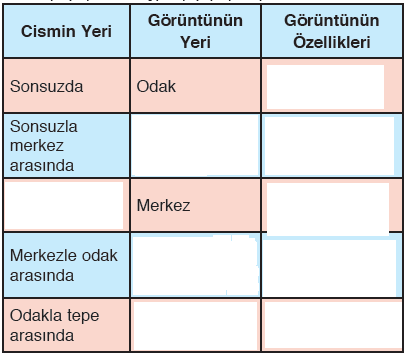 Cismin Yeri
Görüntünün
Yeri
Görüntünün
Özellikleri
Sonsuzda
Odak
Sonsuzla
merkez
arasında
Merkez
Merkezle odak
arasında
Odakla tepe
arasında